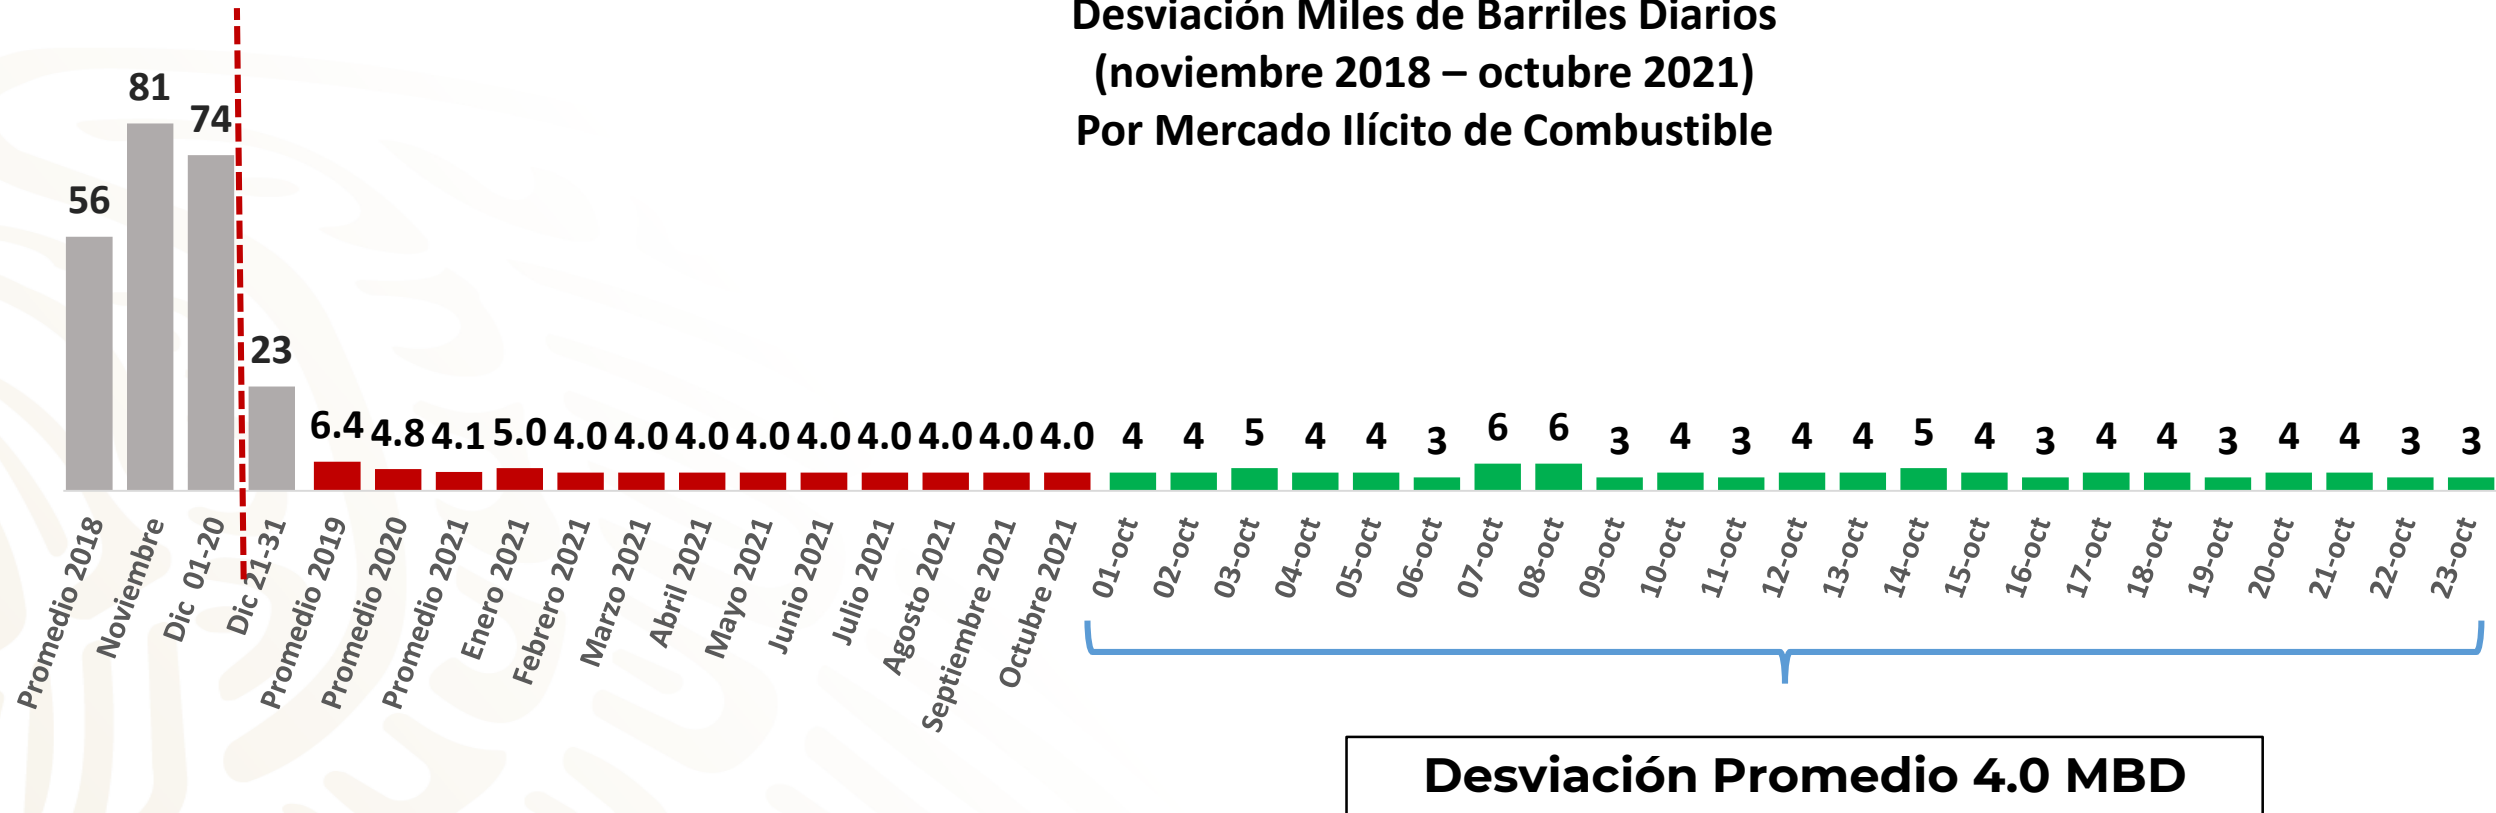 Desviación Miles de Barriles Diarios
(noviembre 2018 – octubre 2021)
Por Mercado Ilícito de Combustible
56
81
74
23
6.4
4.8
4.1
5.0
4.0
4.0
4.0
4.0
4.0
4.0
4.0
4.0
4.0
4
4
5
4
4
3
6
6
3
4
3
4
4
5
4
3
4
4
3
4
4
3
3
Promedio 2018
Noviembre
Dic 01-20
Dic 21-31
Promedio 2019
Promedio 2020
Promedio 2021
Enero 2021
Febrero 2021
Marzo 2021
Abril 2021
Mayo 2021
Junio 2021
Julio 2021
Agosto 2021
Septiembre 2021
Octubre 2021
01-oct
02-oct
03-oct
04-oct
05-oct
06-oct
07-oct
08-oct
09-oct
10-oct
11-oct
12-oct
13-oct
14-oct
15-oct
16-oct
17-oct
18-oct
19-oct
20-oct
21-oct
22-oct
23-oct
Desviación Promedio 4.0 MBD